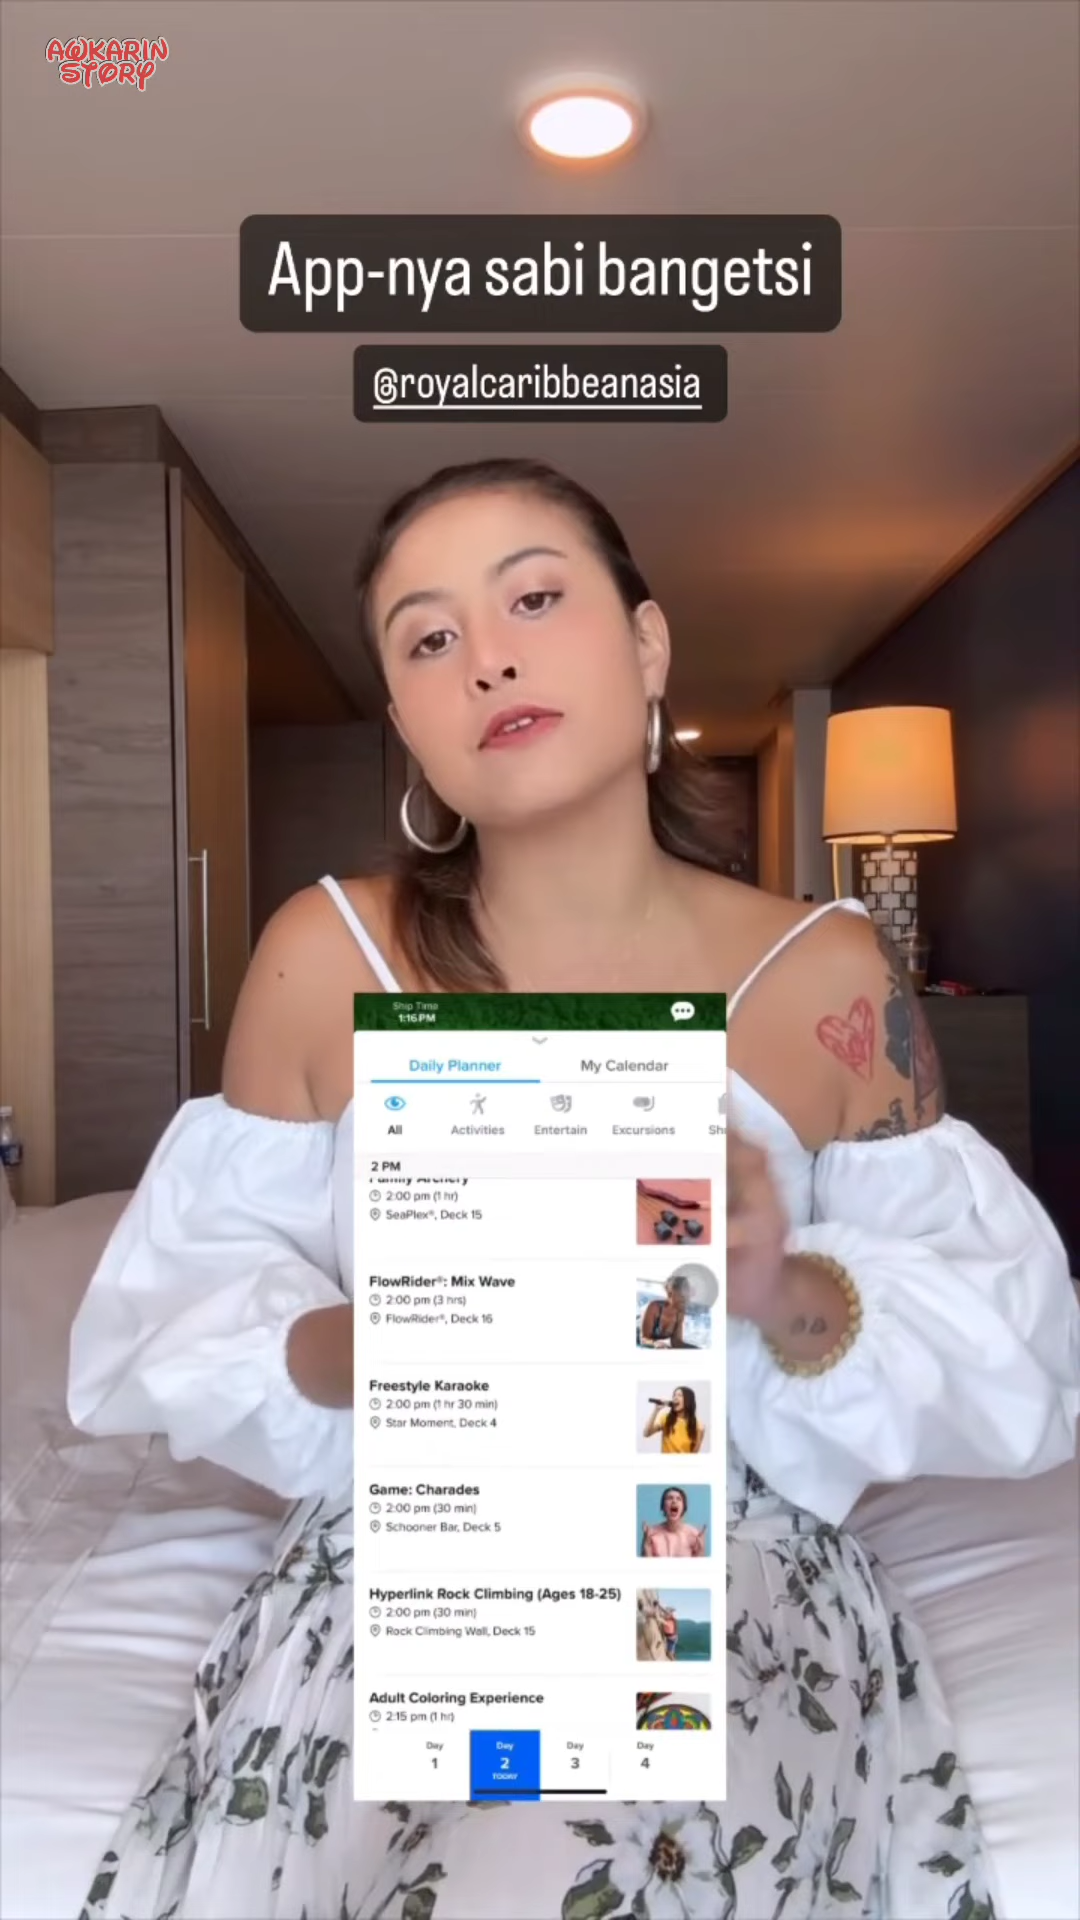 AWKARIN
STORY
App-nya sabi bangetsi
@royalcaribbeanasia
Ship Time
1:16 PM
Daily Planner
My Calendar
All
Activities
Entertain
Excursions
2 PM
Family Archery
2:00 pm (1 hr)
SeaPlex®, Deck 15
FlowRider®: Mix Wave
2:00 pm (3 hrs)
FlowRider®, Deck 16
Freestyle Karaoke
2:00 pm (1 hr 30 min)
Star Moment, Deck 4
Game: Charades
2:00 pm (30 min)
Schooner Bar, Deck 5
Hyperlink Rock Climbing (Ages 18-25)
2:00 pm (30 min)
Rock Climbing Wall, Deck 15
Adult Coloring Experience
2:15 pm (1 hr)
Day
1
Day
2
TODAY
Day
3
Day
4